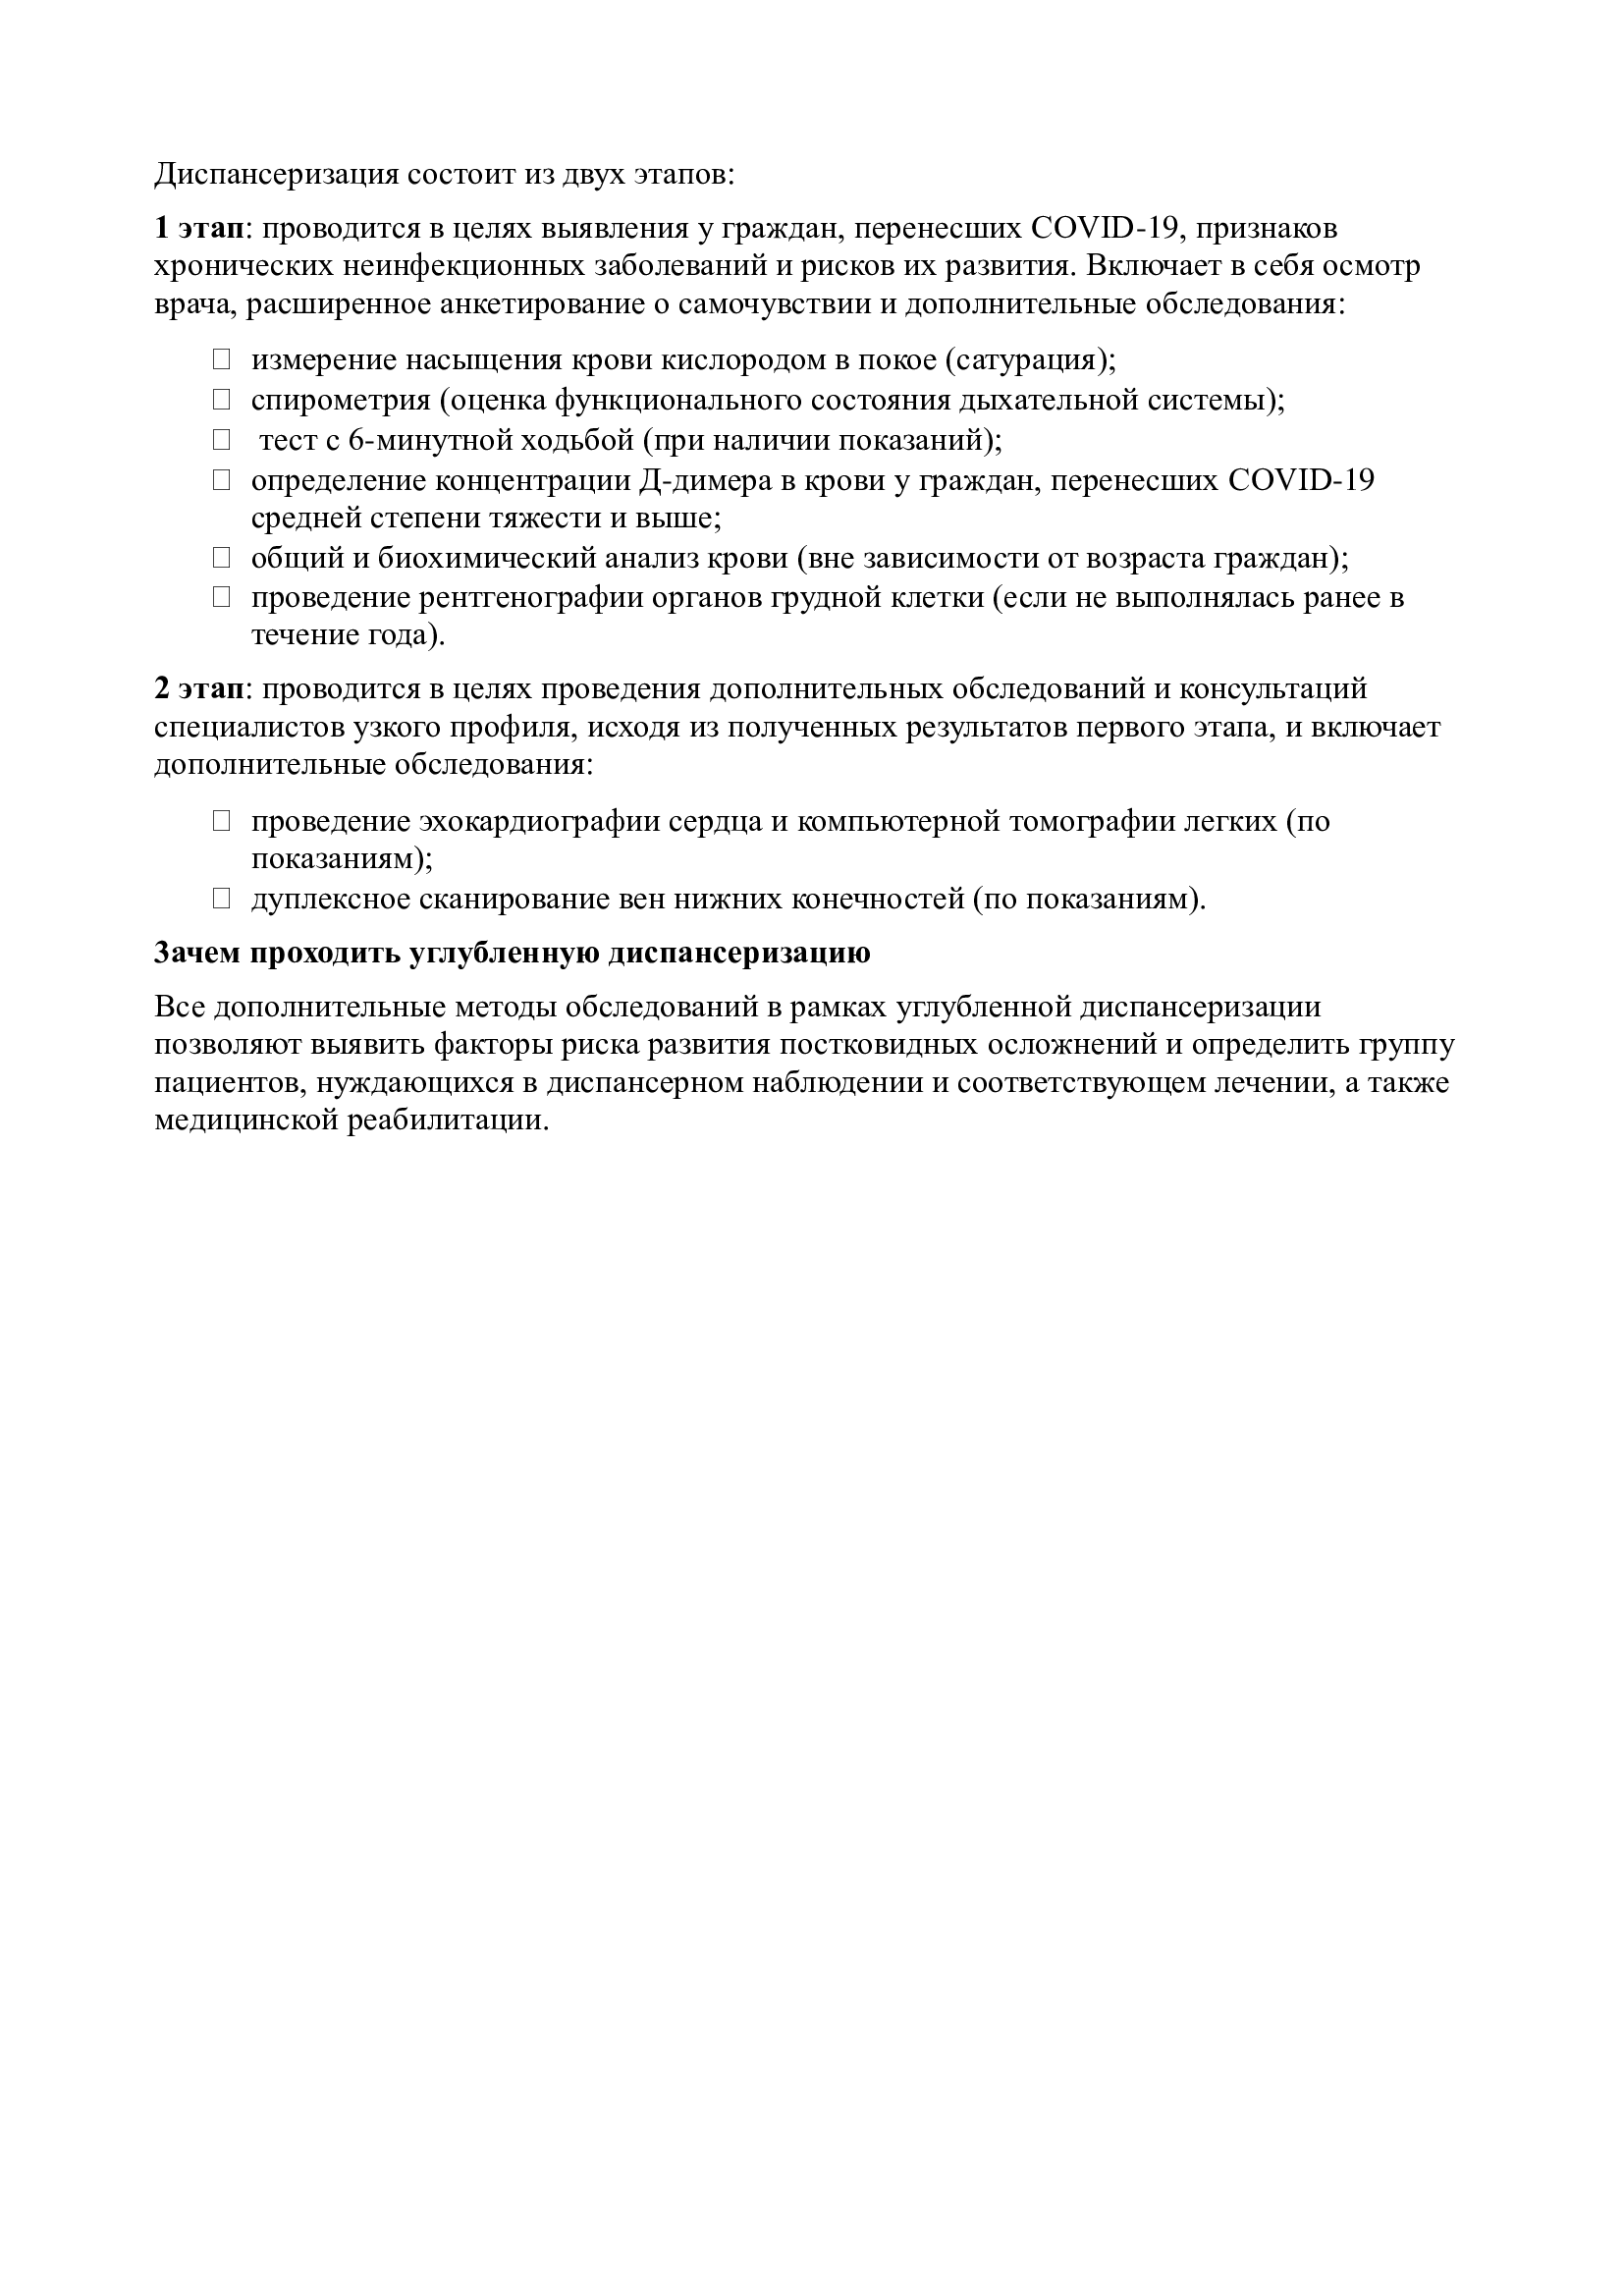 Диспансеризация состоит из двух этапов:
1 этап: проводится в целях выявления у граждан, перенесших COVID-19, признаков
хронических неинфекционных заболеваний и рисков их развития. Включает в себя осмотр
врача, расширенное анкетирование о самочувствии и дополнительные обследования:
измерение насыщения крови кислородом в покое (сатурация);
спирометрия (оценка функционального состояния дыхательной системы);
тест с 6-минутной ходьбой (при наличии показаний);
определение концентрации Д-димера в крови у граждан, перенесших COVID-19
средней степени тяжести и выше;
общий и биохимический анализ крови (вне зависимости от возраста граждан);
проведение рентгенографии органов грудной клетки (если не выполнялась ранее в
течение года).
2 этап: проводится в целях проведения дополнительных обследований и консультаций
специалистов узкого профиля, исходя из полученных результатов первого этапа, и включает
дополнительные обследования:
проведение эхокардиографии сердца и компьютерной томографии легких (по
показаниям);
дуплексное сканирование вен нижних конечностей (по показаниям).
Зачем проходить углубленную диспансеризацию
Все дополнительные методы обследований в рамках углубленной диспансеризации
позволяют выявить факторы риска развития постковидных осложнений и определить группу
пациентов, нуждающихся в диспансерном наблюдении и соответствующем лечении, а также
медицинской реабилитации.